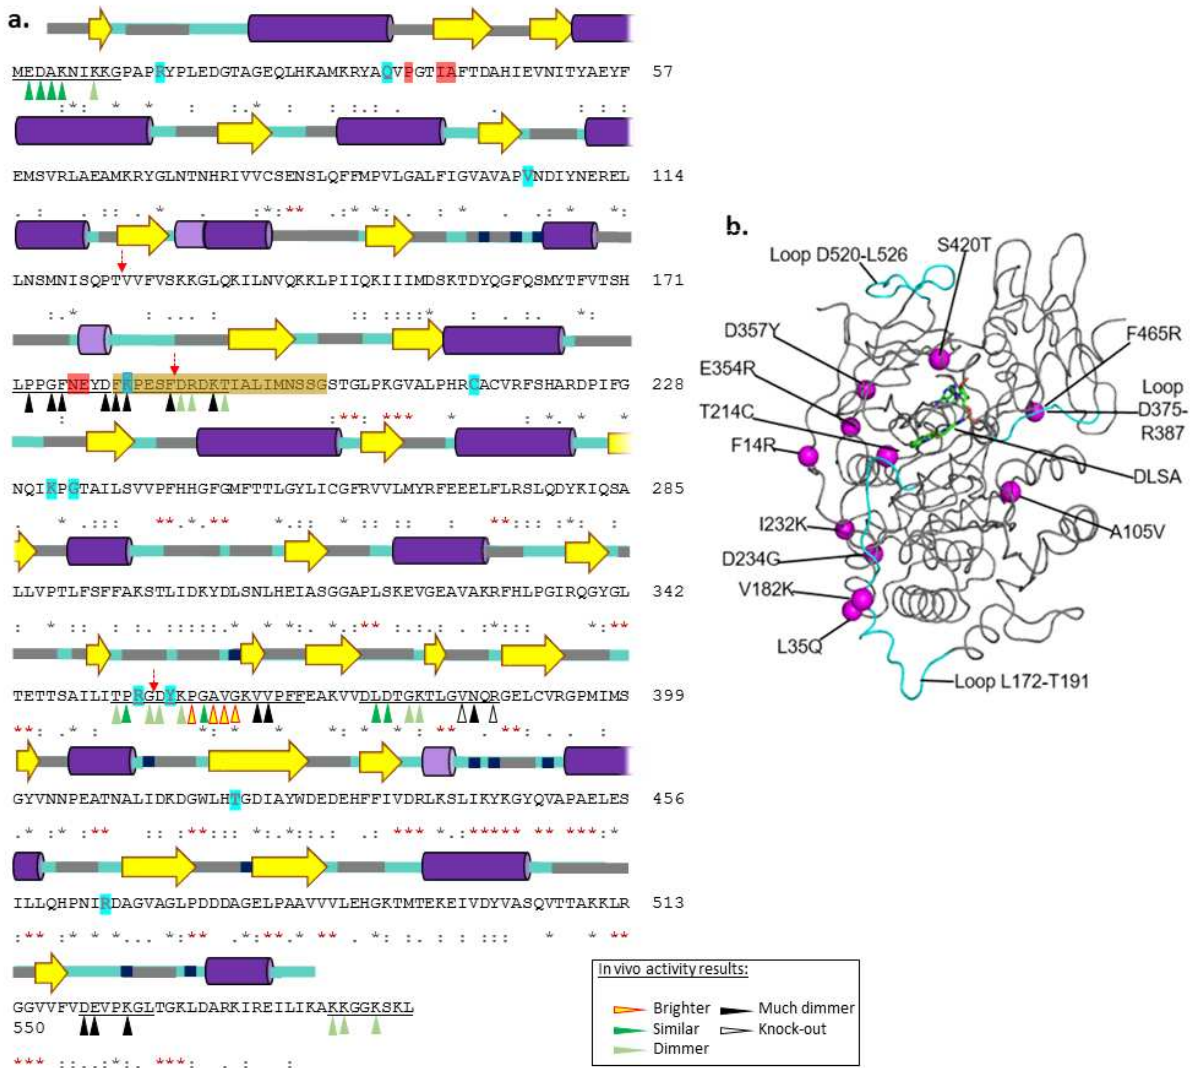 a.
MEDAKNIKKGPAPRYPLEDGTAGEQLHKAMKRYAQVPGTIAFTDAHIEVNITYAEYF 57
EMSVRLAEAMKRYGLNTNHRIVVCSENSLQFFMPVLGALFIGVAVAPVNDIYNEREL 114
LNSMNISQPTVVFVSKKGLQKILNVQKKLPIIQKIIIMDSKTDYQGFQSMYTFVTSH 171
LPPGFNEYDFKPESFDRDKTIALIMNSSGSTGLPKGVALPHRCACVRFSHARDPIFG 228
NQIKPGTAILSVVPFHHGFGMFTTLGYLICGFRVVLMYRFEEELFLRSLQDYKIQSA 285
LLVPTLFSFFAKSTLIDKYDLSNLHEIASGGAPLSKEVGEAVAKRFHLPGIRQGYGL 342
TETTSAILITPRGDYKPGAVGKVVPFFEAKVVDLDTGKTLGVNQRGELCVRGPMIMS 399
GYVNNPEATNALIDKDGWLHTGDIAYWDEDEHFFIVDRLKSLIKYKGYQVAPAELES 456
ILLQHPNIRDAGVAGLPDDDAGELPAAVVVLEHGKTMTEKEIVDYVASQVTTAKKLR 513
GGVVFVDEVPKGLTGKLDARKIREILIKAKKGGKSKL
550
In vivo activity results:
Brighter
Much dimmer
Similar
Knock-out
Dimmer
b.
S420T
Loop D520-L526
D357Y
F465R
E354R
Loop
D375-
R387
T214C
F14R
DLSA
I232K
A105V
D234G
V182K
L35Q
Loop L172-T191